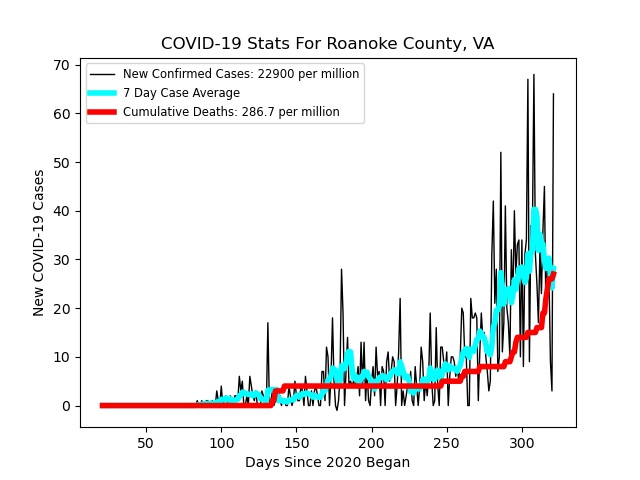 COVID-19 Stats For Roanoke County, VA
New Confirmed Cases: 22900 per million
7 Day Case Average
Cumulative Deaths: 286.7 per million
New COVID-19 Cases
70
60
50
40
30
20
10
0
50 100 150 200 250 300
Days Since 2020 Began